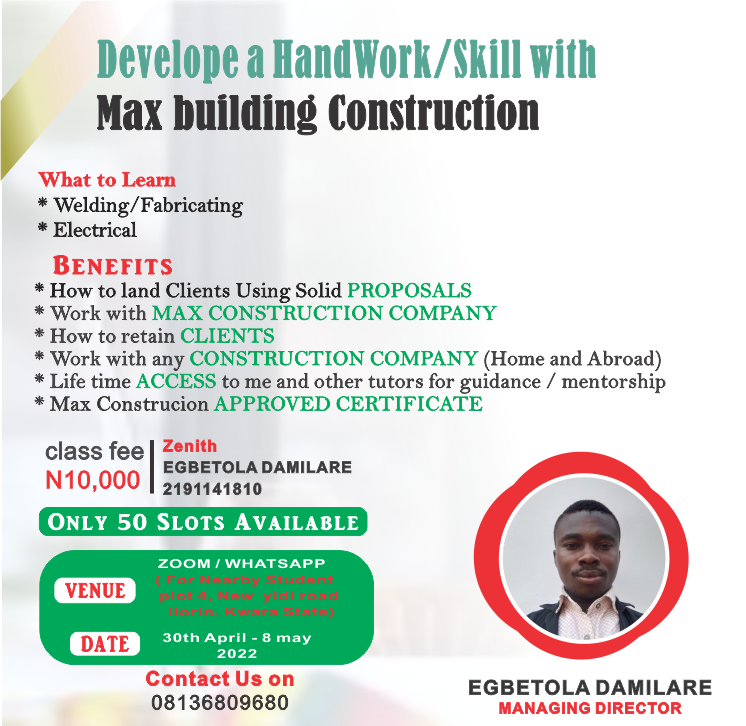 Develope a HandWork/Skill with
Max building Construction
What to Learn
* Welding/Fabricating
* Electrical
BENEFITS
* How to land Clients Using Solid PROPOSALS
* Work with MAX CONSTRUCTION COMPANY
* How to retain CLIENTS
* Work with any CONSTRUCTION COMPANY (Home and Abroad)
* Life time ACCESS to me and other tutors for guidance / mentorship
* Max Construcion APPROVED CERTIFICATE
class fee
N10,000
Zenith
EGBETOLA DAMILARE
2191141810
ONLY 50 SLOTS AVAILABLE
VENUE
ZOOM / WHATSAPP
( For Nearby Student
plot 4, New yidi road
Ilorin, Kwara State)
DATE
30th April - 8 may
2022
Contact Us on
08136809680
EGBETOLA DAMILARE
MANAGING DIRECTOR